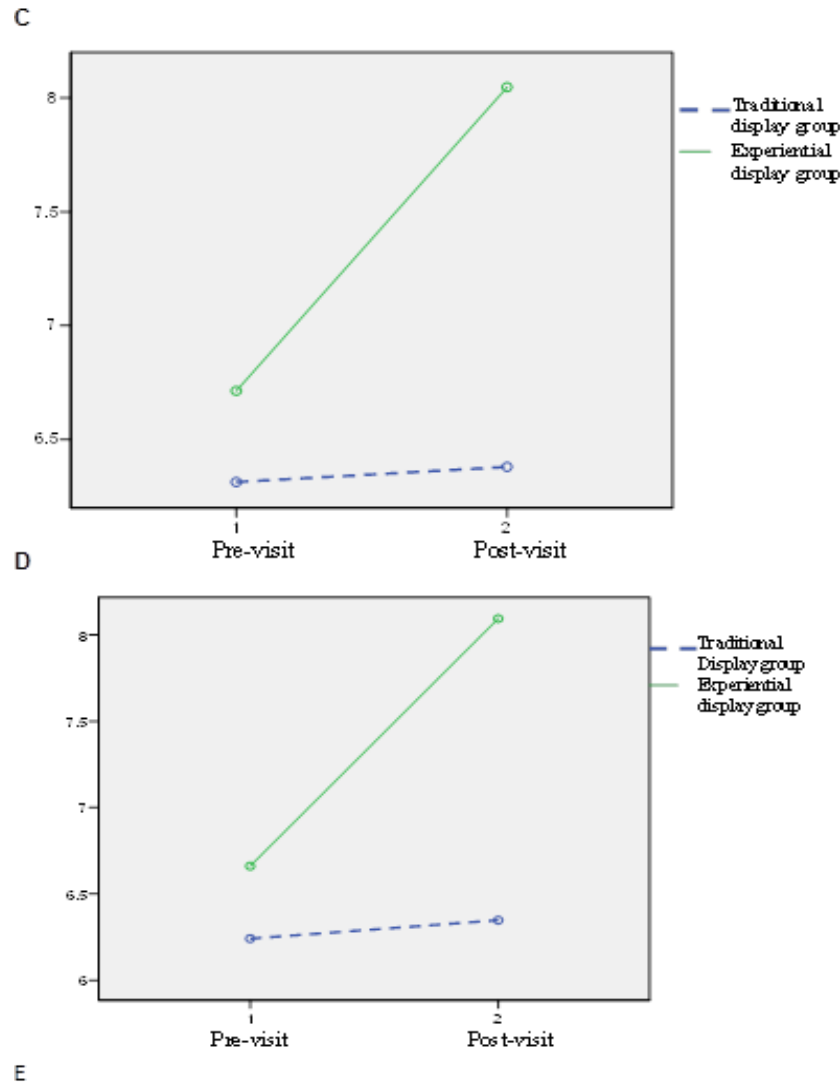 C
8
7.5
7
6.5
1
2
Pre-visit
Post-visit
Traditional
display group
Experiential
display group
D
8
7.5
7
6.5
6
1
2
Pre-visit
Post-visit
Traditional
Display group
Experiential
display group
E